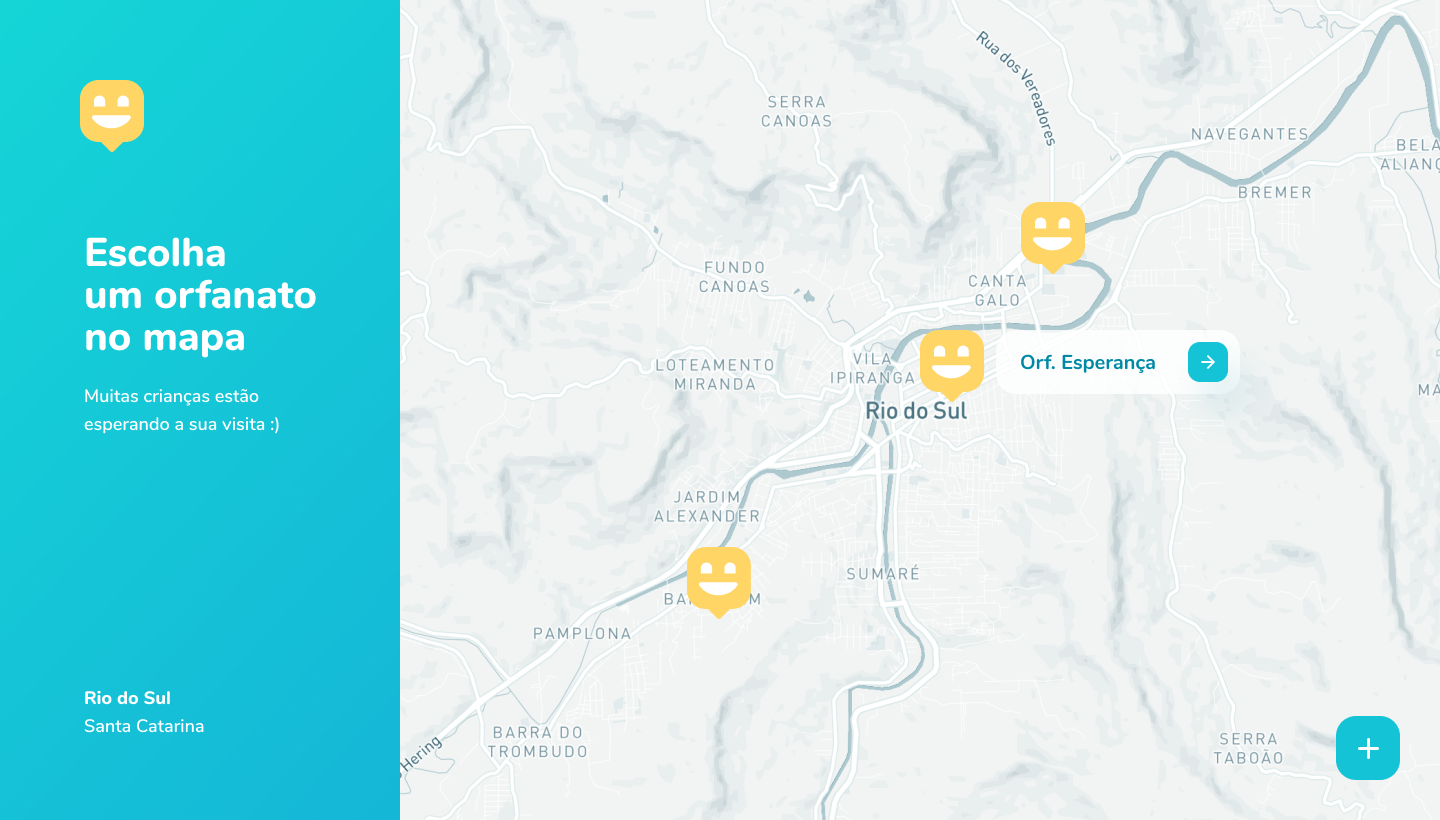 Escolha
um orfanato
no mapa
Muitas crianças estão
esperando a sua visita :)
Rio do Sul
Santa Catarina
Rua dos Vereadores
SERRA
CANOAS
NAVEGANTES
BELA
ALIANÇ
BREMER
FUNDO
CANOAS
CANTA
GALO
LOTEAMENTO
MIRANDA
VILA
IPIRANGA
Orf. Esperança
Rio do Sul
MA
JARDIM
ALEXANDER
SUMARÉ
PAMPLONA
BARRA DO
TROMBUDO
Hering
SERRA
TABOÃO